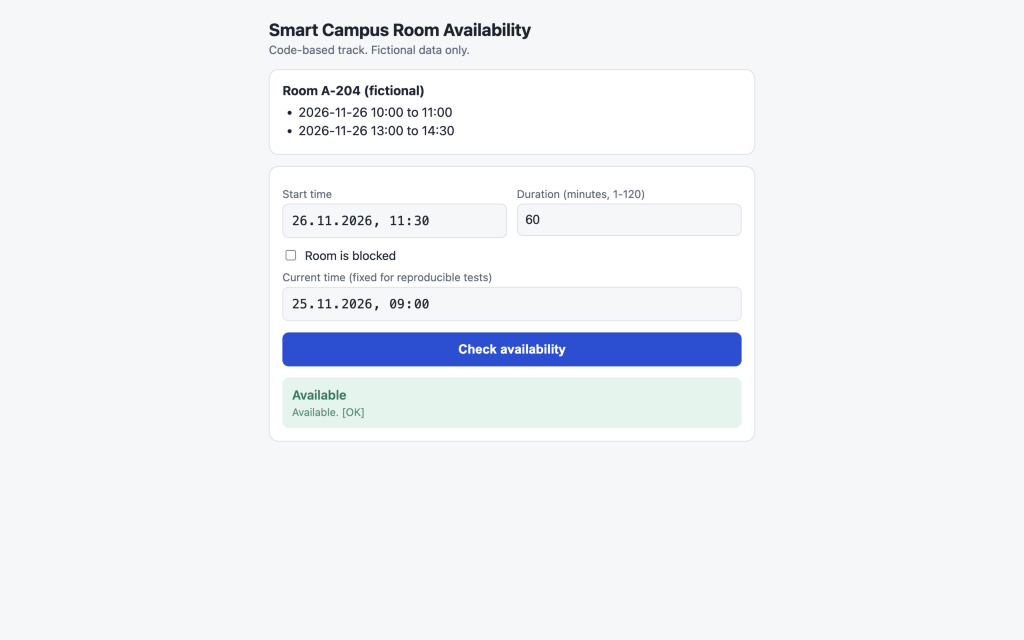 Smart Campus Room Availability
Code-based track. Fictional data only.
Room A-204 (fictional)
• 2026-11-26 10:00 to 11:00
• 2026-11-26 13:00 to 14:30
Start time
Duration (minutes, 1-120)
26.11.2026, 11:30
60
Room is blocked
Current time (fixed for reproducible tests)
25.11.2026, 09:00
Check availability
Available
Available. [OK]